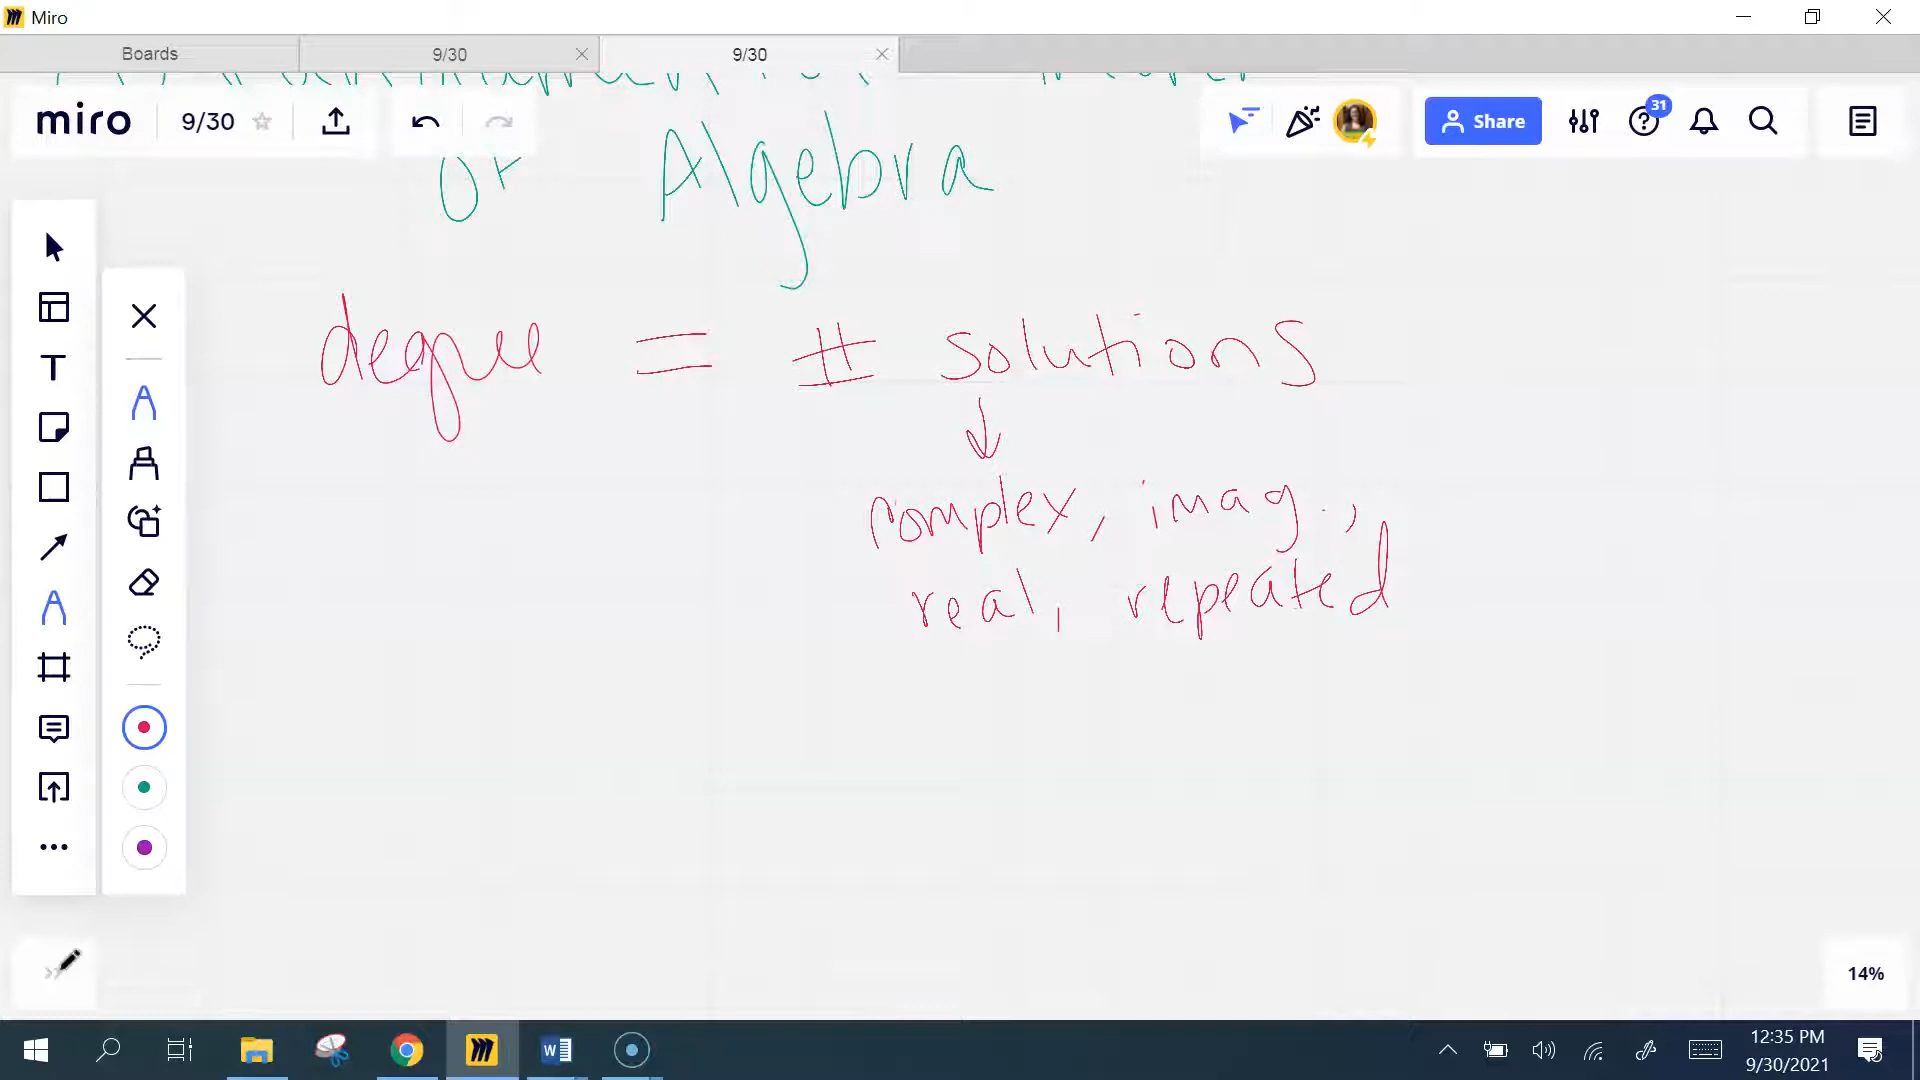 Miro
Boards
9/30
9/30
miro
9/30
Share
31
of Algebra
degree = # solutions
complex, imag.,
real, repeated
14%
12:35 PM
9/30/2021